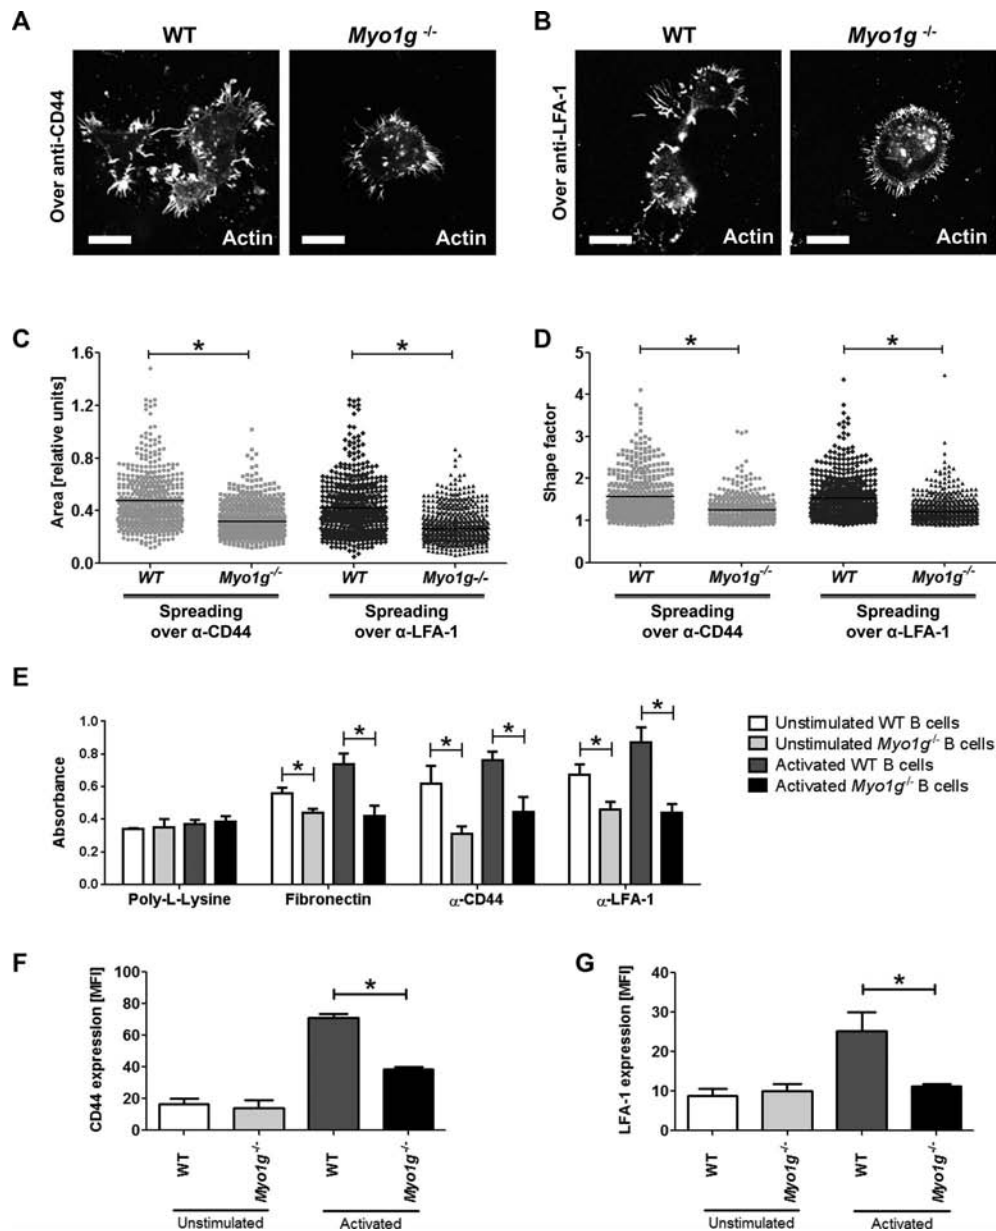 A
WT
Myo1g -/-
Over anti-CD44
Actin
Actin
B
WT
Myo1g -/-
Over anti-LFA-1
Actin
Actin
C
Area [relative units]
1.6
1.2
0.8
0.4
0.0
*
*
WT
Myo1g-/-
WT
Myo1g-/-
Spreading
over α-CD44
Spreading
over α-LFA-1
D
Shape factor
5
4
3
2
1
0
*
*
WT
Myo1g-/-
WT
Myo1g-/-
Spreading
over α-CD44
Spreading
over α-LFA-1
E
Absorbance
1.0
0.8
0.6
0.4
0.2
0.0
*
*
*
*
*
*
Poly-L-Lysine
Fibronectin
α-CD44
α-LFA-1
Unstimulated WT B cells
Unstimulated Myo1g-/- B cells
Activated WT B cells
Activated Myo1g-/- B cells
F
CD44 expression [MFI]
100
80
60
40
20
0
*
WT
Myo1g-/-
WT
Myo1g-/-
Unstimulated
Activated
G
LFA-1 expression [MFI]
40
30
20
10
0
*
WT
Myo1g-/-
WT
Myo1g-/-
Unstimulated
Activated